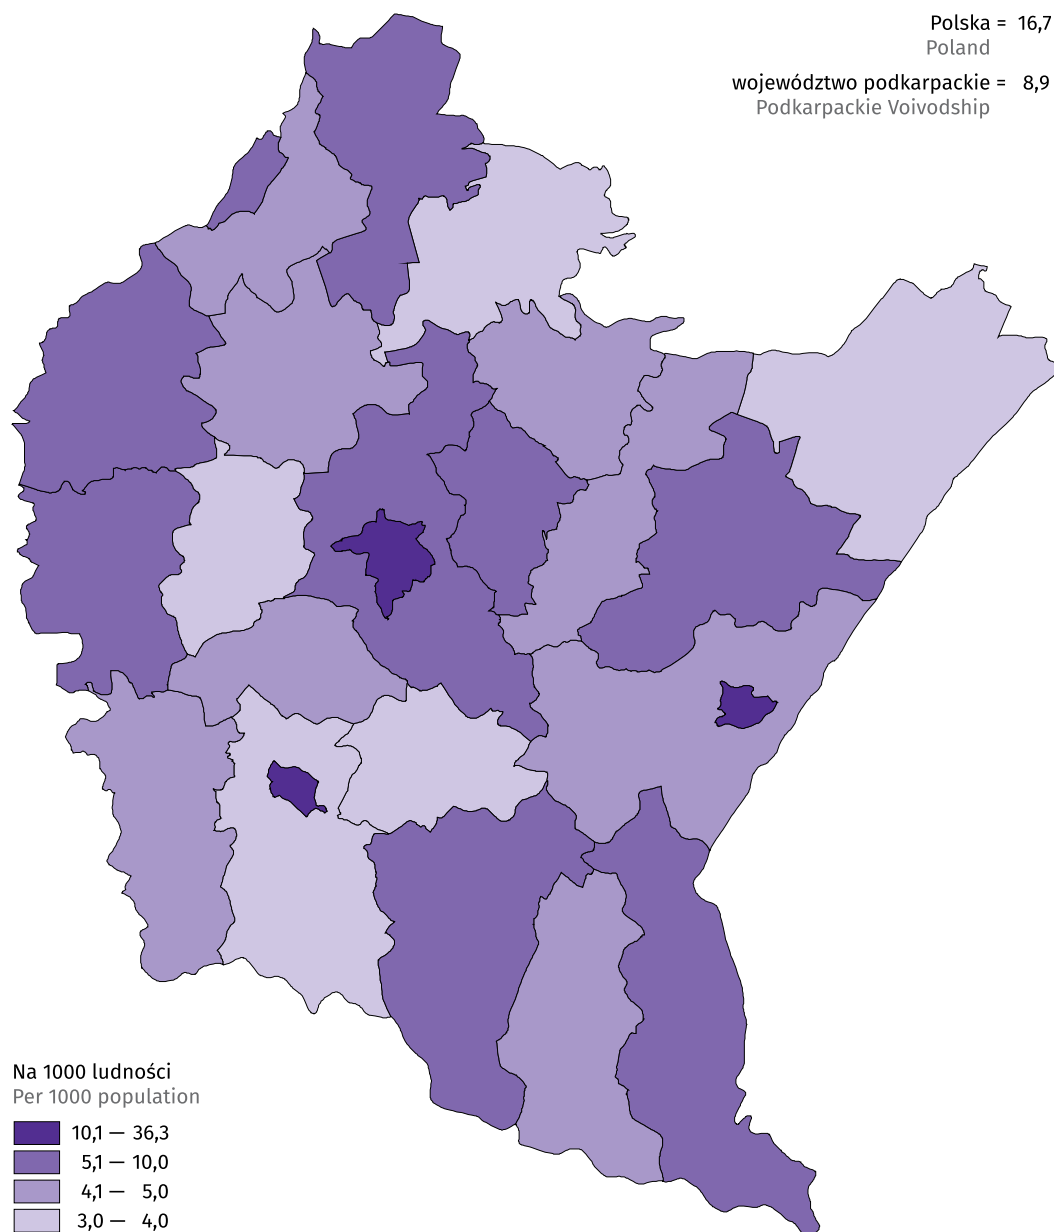 Polska = 16,7
Poland
województwo podkarpackie = 8,9
Podkarpackie Voivodship
Na 1000 ludności
Per 1000 population
10,1 — 36,3
5,1 — 10,0
4,1 — 5,0
3,0 — 4,0